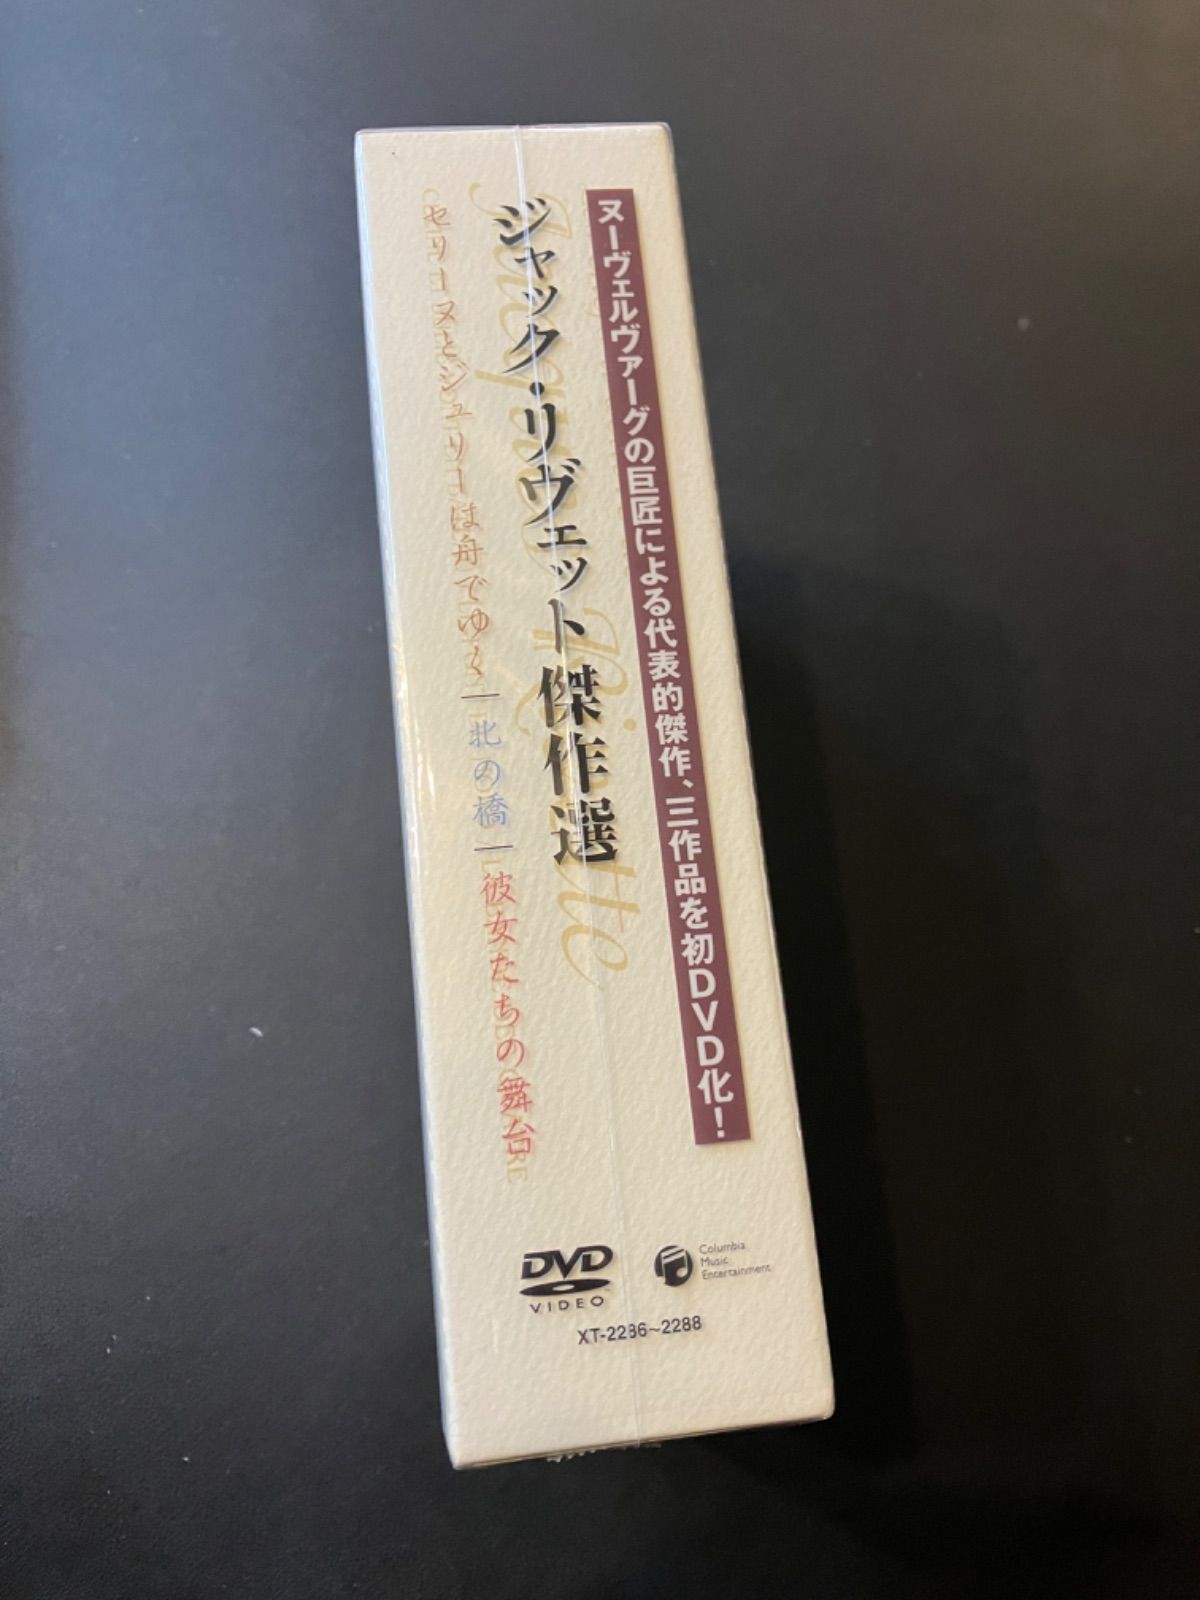 ヌーヴェルヴァーグの巨匠による代表的傑作、三作品を初DVD化!
ジャック・リヴェット傑作選
セリーヌとジュリーは舟でゆく|北の橋|彼女たちの舞台
DVD
VIDEO
Columbia
Music
Entertainment
XT-2286~2288